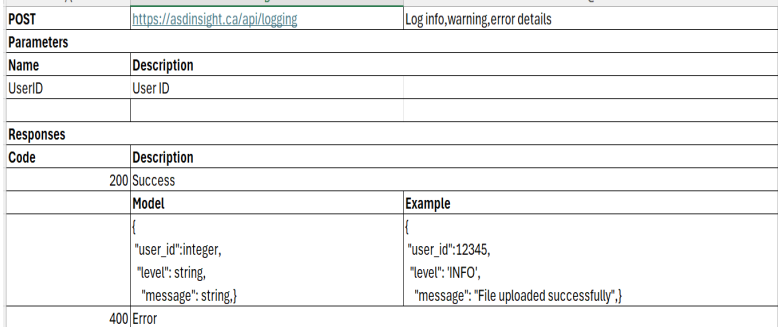 POST https://asdinsight.ca/api/logging Log info,warning,error details
Parameters
Name Description
UserID User ID
Responses
Code Description
200 Success
Model Example
{ {
"user_id":integer, "user_id":12345,
"level": string, "level": 'INFO',
"message": string,} "message": "File uploaded successfully",}
400 Error